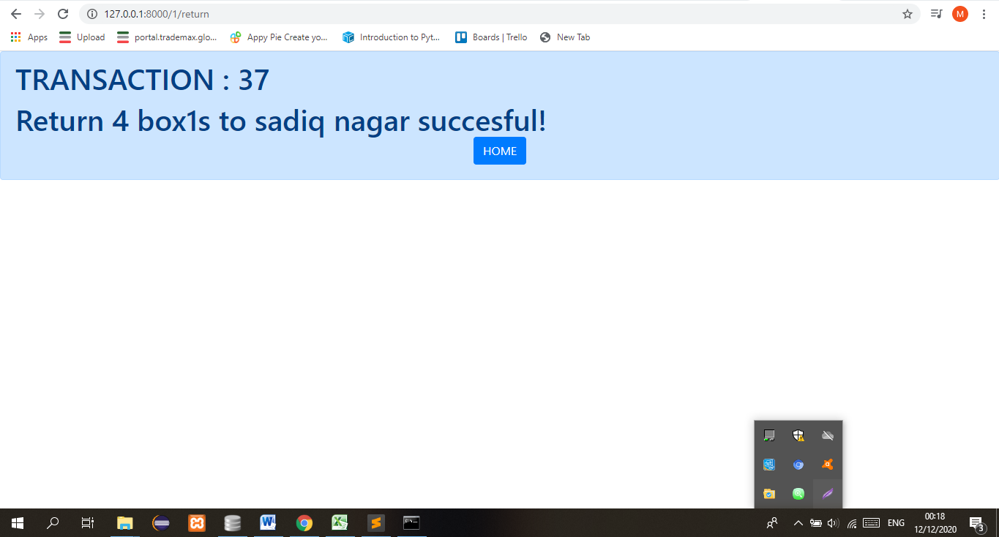 127.0.0.1:8000/1/return
M
Apps Upload portal.trademax.glo... Appy Pie Create yo... Introduction to Pyt... Boards | Trello New Tab
TRANSACTION : 37
Return 4 box1s to sadiq nagar succesful!
HOME
ENG
00:18
12/12/2020
3